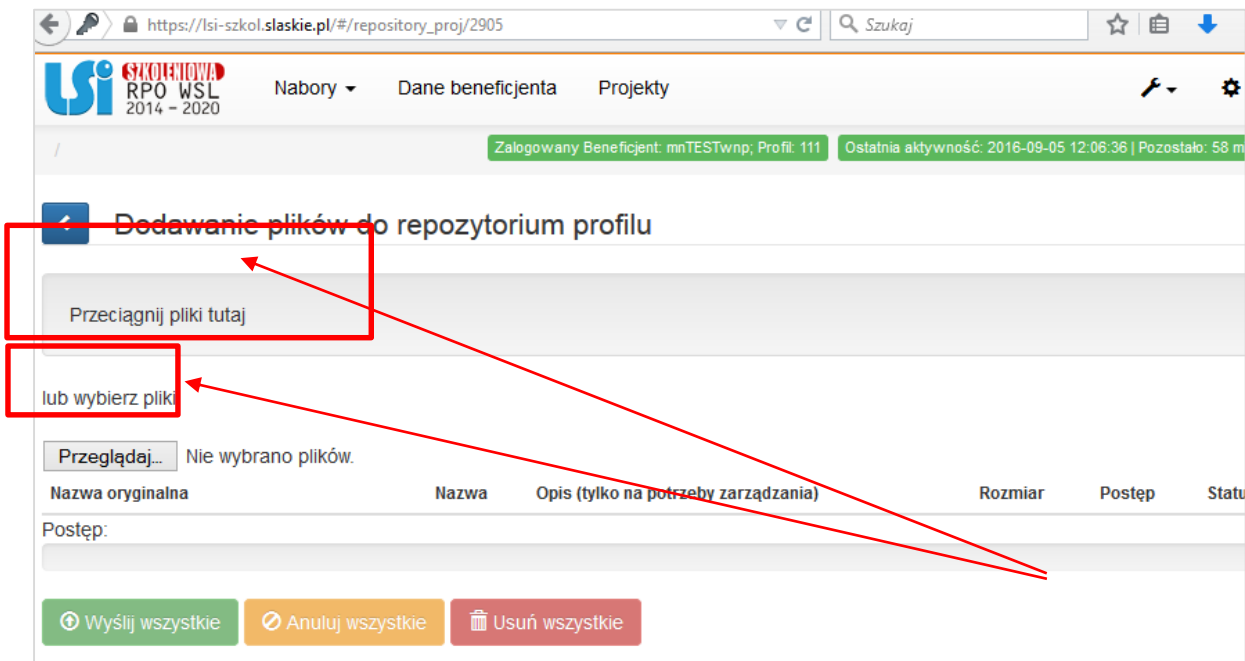 https://lsi-szkol.slaskie.pl/#/repository_proj/2905 Szukaj
LSi SZKOLENIOWA
RPO WSL
2014 – 2020
Nabory Dane beneficjenta Projekty
/ Zalogowany Beneficjent: mnTESTwnp; Profil: 111 Ostatnia aktywność: 2016-09-05 12:06:36 | Pozostało: 58 m
Dodawanie plików do repozytorium profilu
Przeciągnij pliki tutaj
lub wybierz pliki
Przeglądaj... Nie wybrano plików.
Nazwa oryginalna Nazwa Opis (tylko na potrzeby zarządzania) Rozmiar Postęp Statu
Postęp:
Wyślij wszystkie Anuluj wszystkie Usuń wszystkie